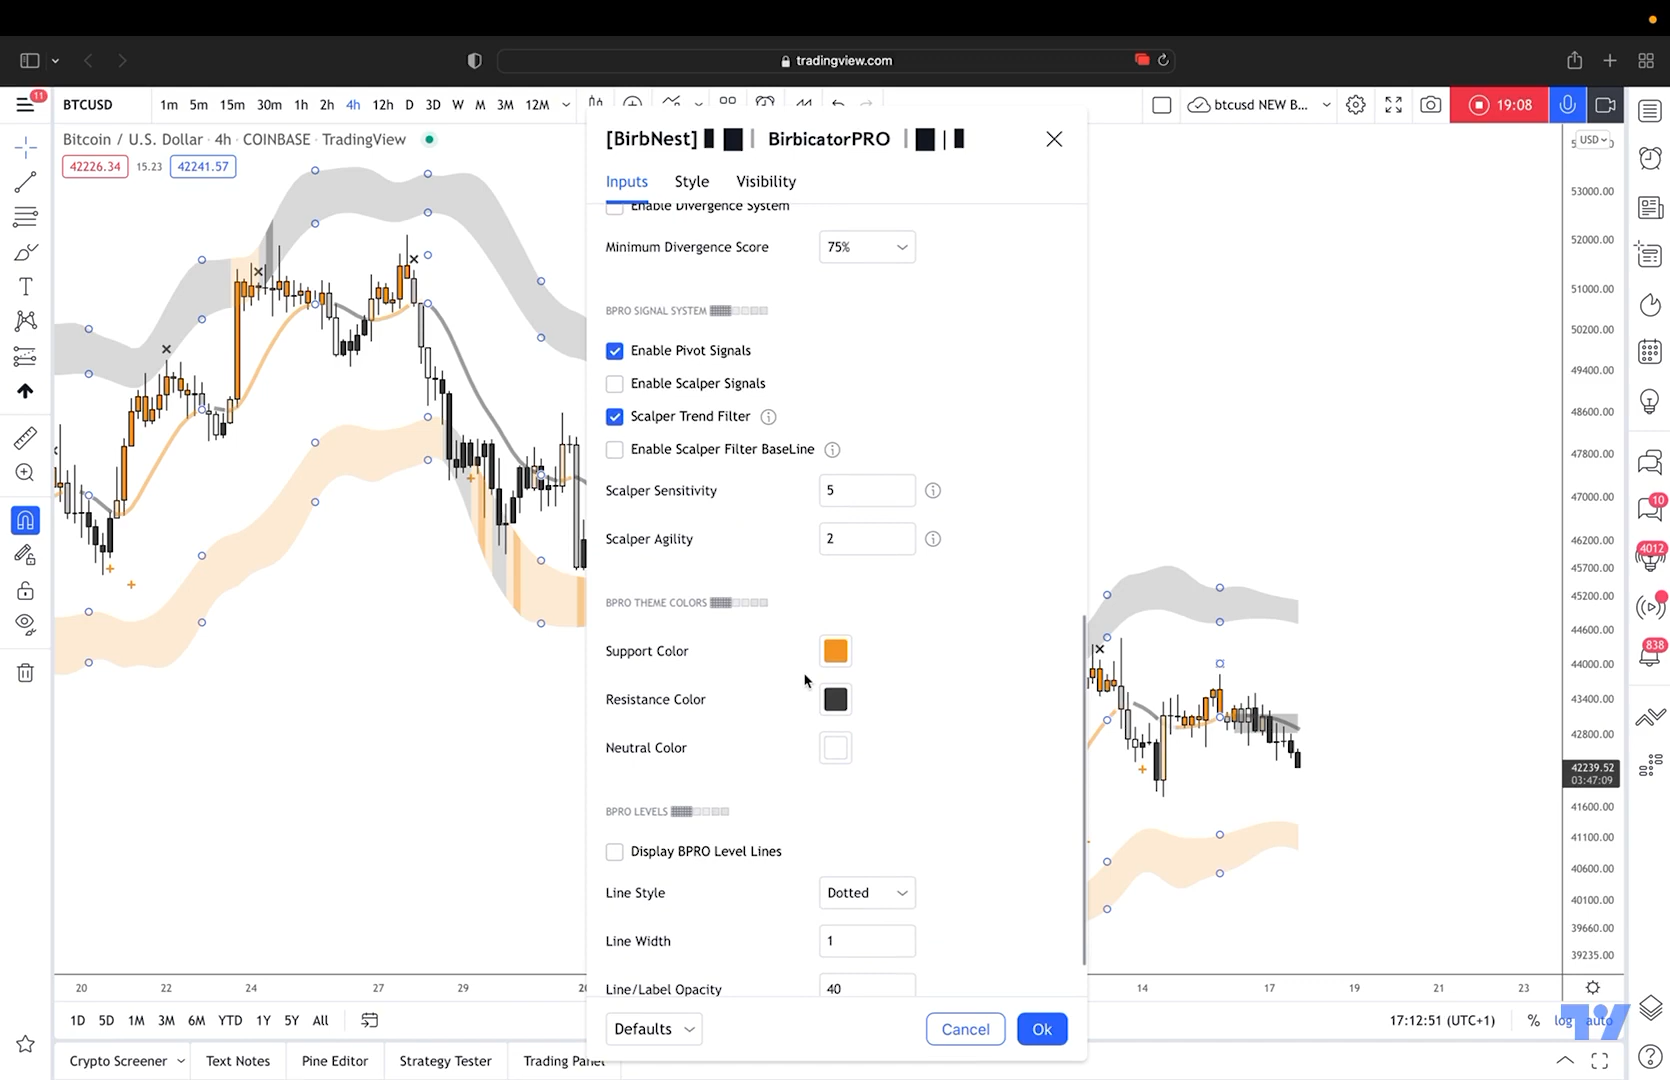 tradingview.com
11
BTCUSD
1m 5m 15m 30m 1h 2h 4h 12h D 3D W M 3M 12M
btcusd NEW B...
19:08
Bitcoin / U.S. Dollar · 4h · COINBASE · TradingView
USD
42226.34 15.23 42241.57
[BirbNest] | BirbicatorPRO | |
Inputs Style Visibility
Enable Divergence System
Minimum Divergence Score 75%
BPRO SIGNAL SYSTEM
Enable Pivot Signals
Enable Scalper Signals
Scalper Trend Filter
Enable Scalper Filter BaseLine
Scalper Sensitivity 5
Scalper Agility 2
BPRO THEME COLORS
Support Color
Resistance Color
Neutral Color
BPRO LEVELS
Display BPRO Level Lines
Line Style Dotted
Line Width 1
Line/Label Opacity 40
Defaults Cancel Ok
53000.00
52000.00
51000.00
50200.00
49400.00
48600.00
47800.00
47000.00
46200.00
45700.00
45200.00
44600.00
44000.00
43400.00
42800.00
42239.52
03:47:09
41600.00
41100.00
40600.00
40100.00
39660.00
39235.00
10
4012
838
20 22 24 27 29 14 17 19 21 23
1D 5D 1M 3M 6M YTD 1Y 5Y All
17:12:51 (UTC+1) % log auto
Crypto Screener Text Notes Pine Editor Strategy Tester Trading Panel